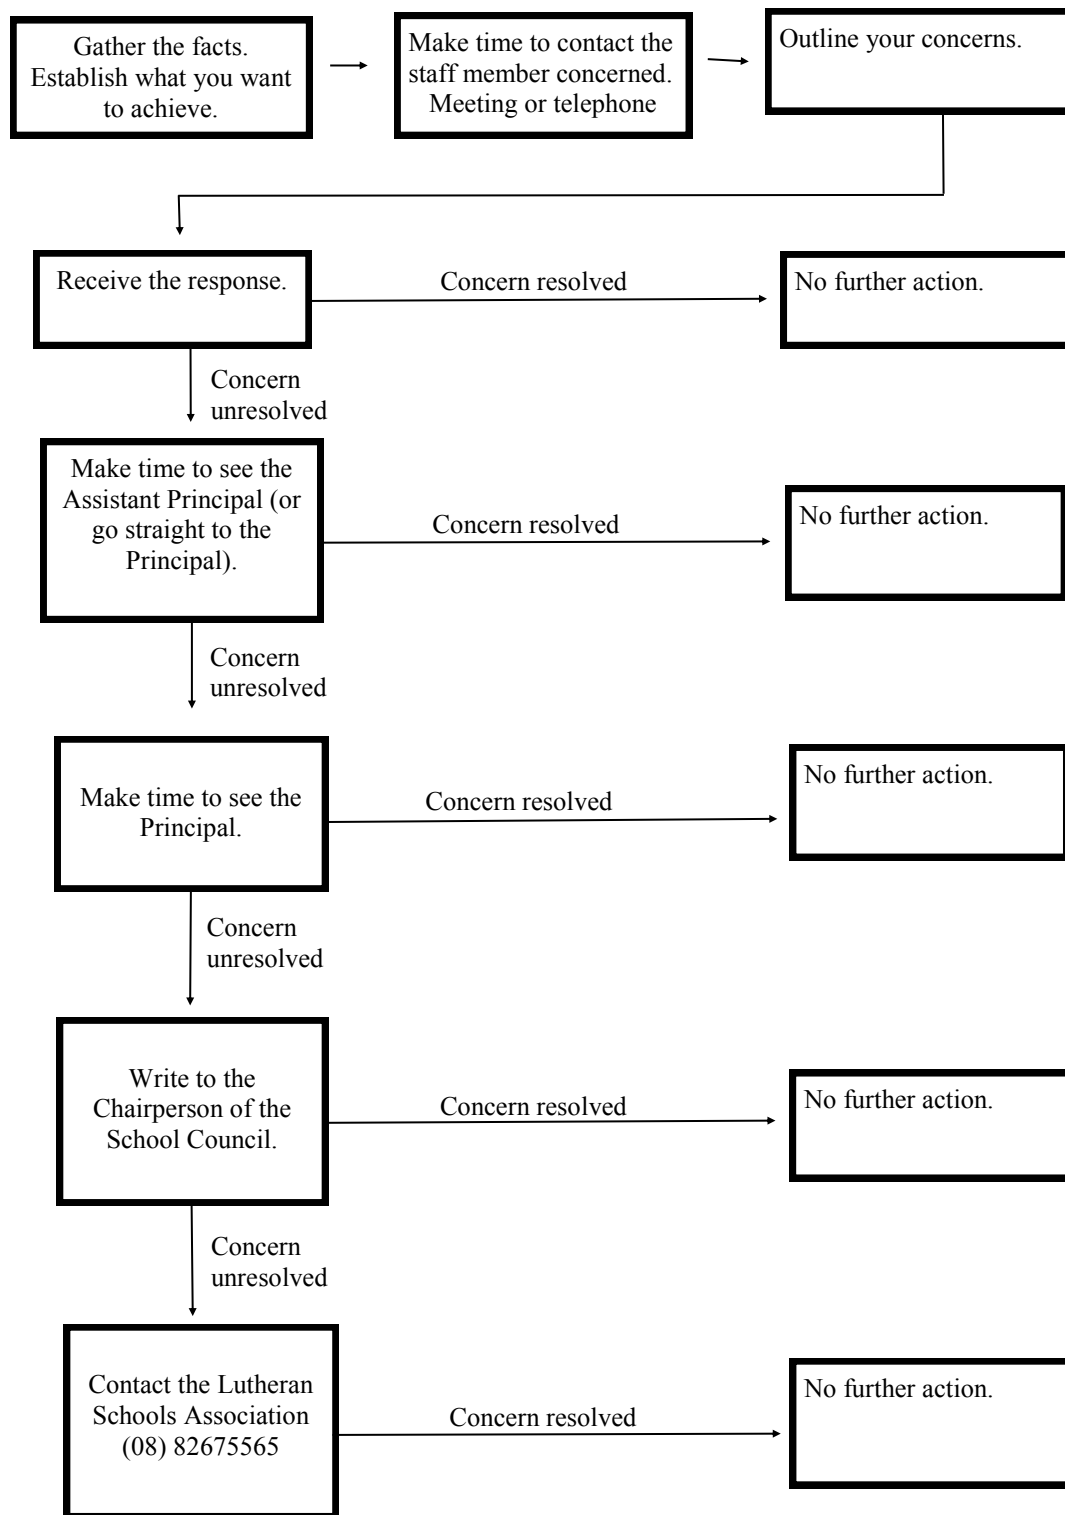 Gather the facts.
Establish what you want
to achieve.
Make time to contact the
staff member concerned.
Meeting or telephone
Outline your concerns.
Receive the response.
Concern resolved
No further action.
Concern
unresolved
Make time to see the
Assistant Principal (or
go straight to the
Principal).
Concern resolved
No further action.
Concern
unresolved
Make time to see the
Principal.
Concern resolved
No further action.
Concern
unresolved
Write to the
Chairperson of the
School Council.
Concern resolved
No further action.
Concern
unresolved
Contact the Lutheran
Schools Association
(08) 82675565
Concern resolved
No further action.